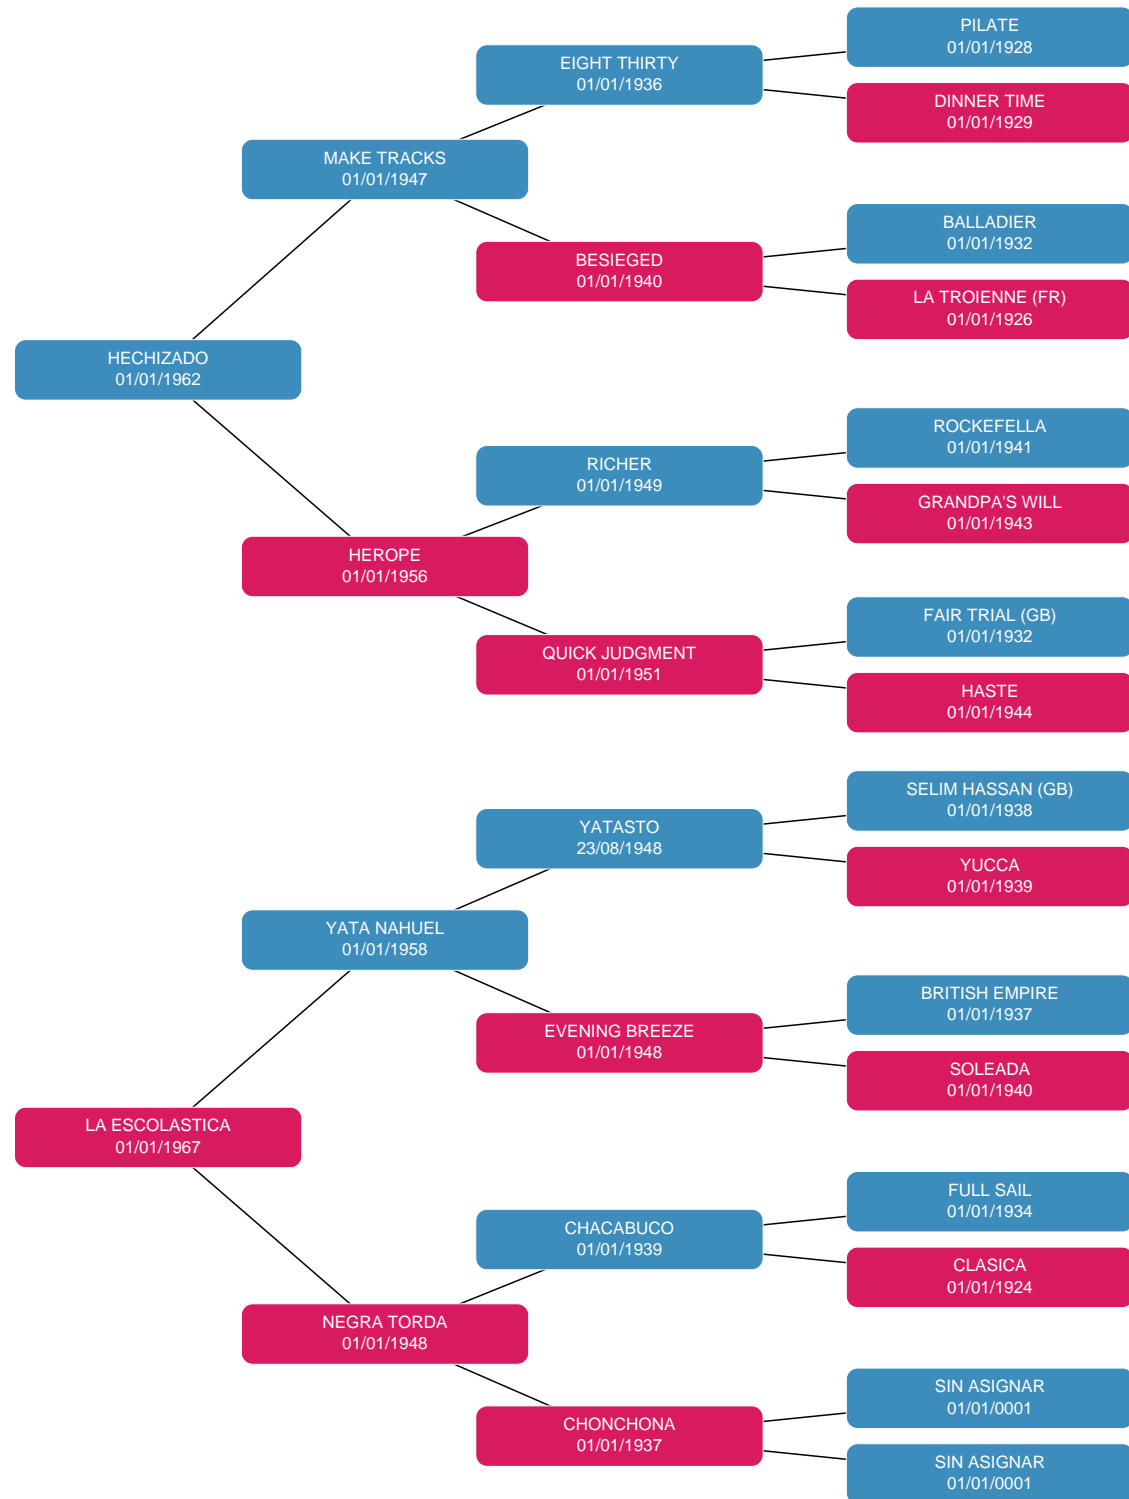 PILATE
01/01/1928
EIGHT THIRTY
01/01/1936
DINNER TIME
01/01/1929
MAKE TRACKS
01/01/1947
BALLADIER
01/01/1932
BESIEGED
01/01/1940
LA TROIENNE (FR)
01/01/1926
HECHIZADO
01/01/1962
ROCKEFELLA
01/01/1941
RICHER
01/01/1949
GRANDPA'S WILL
01/01/1943
HEROPE
01/01/1956
FAIR TRIAL (GB)
01/01/1932
QUICK JUDGMENT
01/01/1951
HASTE
01/01/1944
SELIM HASSAN (GB)
01/01/1938
YATASTO
23/08/1948
YUCCA
01/01/1939
YATA NAHUEL
01/01/1958
BRITISH EMPIRE
01/01/1937
EVENING BREEZE
01/01/1948
SOLEADA
01/01/1940
LA ESCOLASTICA
01/01/1967
FULL SAIL
01/01/1934
CHACABUCO
01/01/1939
CLASICA
01/01/1924
NEGRA TORDA
01/01/1948
SIN ASIGNAR
01/01/0001
CHONCHONA
01/01/1937
SIN ASIGNAR
01/01/0001